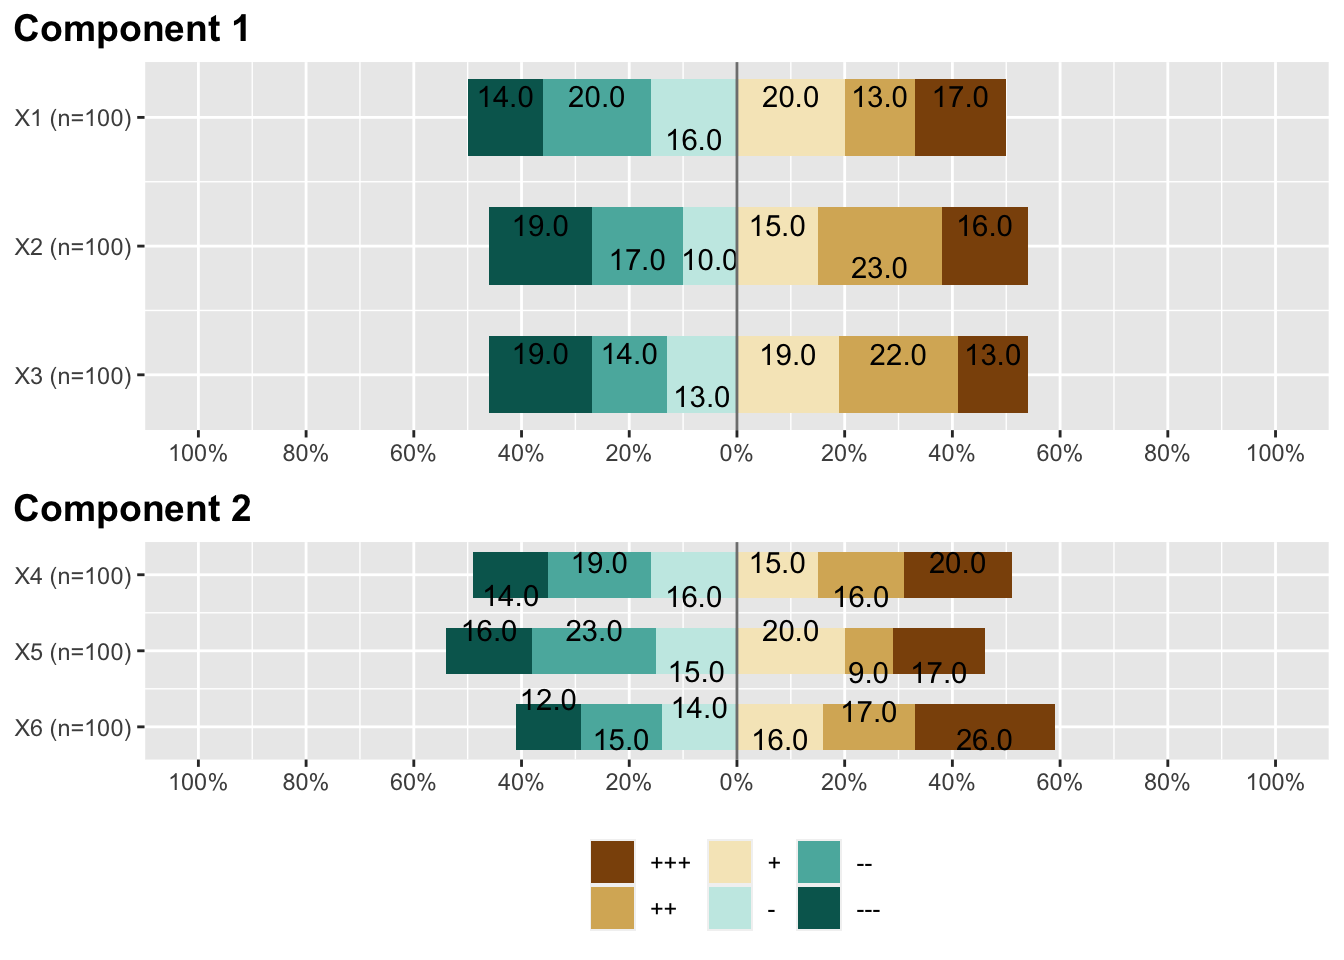 Component 1
X1 (n=100) 14.0 20.0 16.0 20.0 13.0 17.0
X2 (n=100) 19.0 17.0 10.0 15.0 23.0 16.0
X3 (n=100) 19.0 14.0 13.0 19.0 22.0 13.0
100% 80% 60% 40% 20% 0% 20% 40% 60% 80% 100%
Component 2
X4 (n=100) 14.0 19.0 16.0 15.0 16.0 20.0
X5 (n=100) 16.0 23.0 15.0 20.0 9.0 17.0
X6 (n=100) 12.0 15.0 14.0 16.0 17.0 26.0
100% 80% 60% 40% 20% 0% 20% 40% 60% 80% 100%
+++ + --
++ - ---